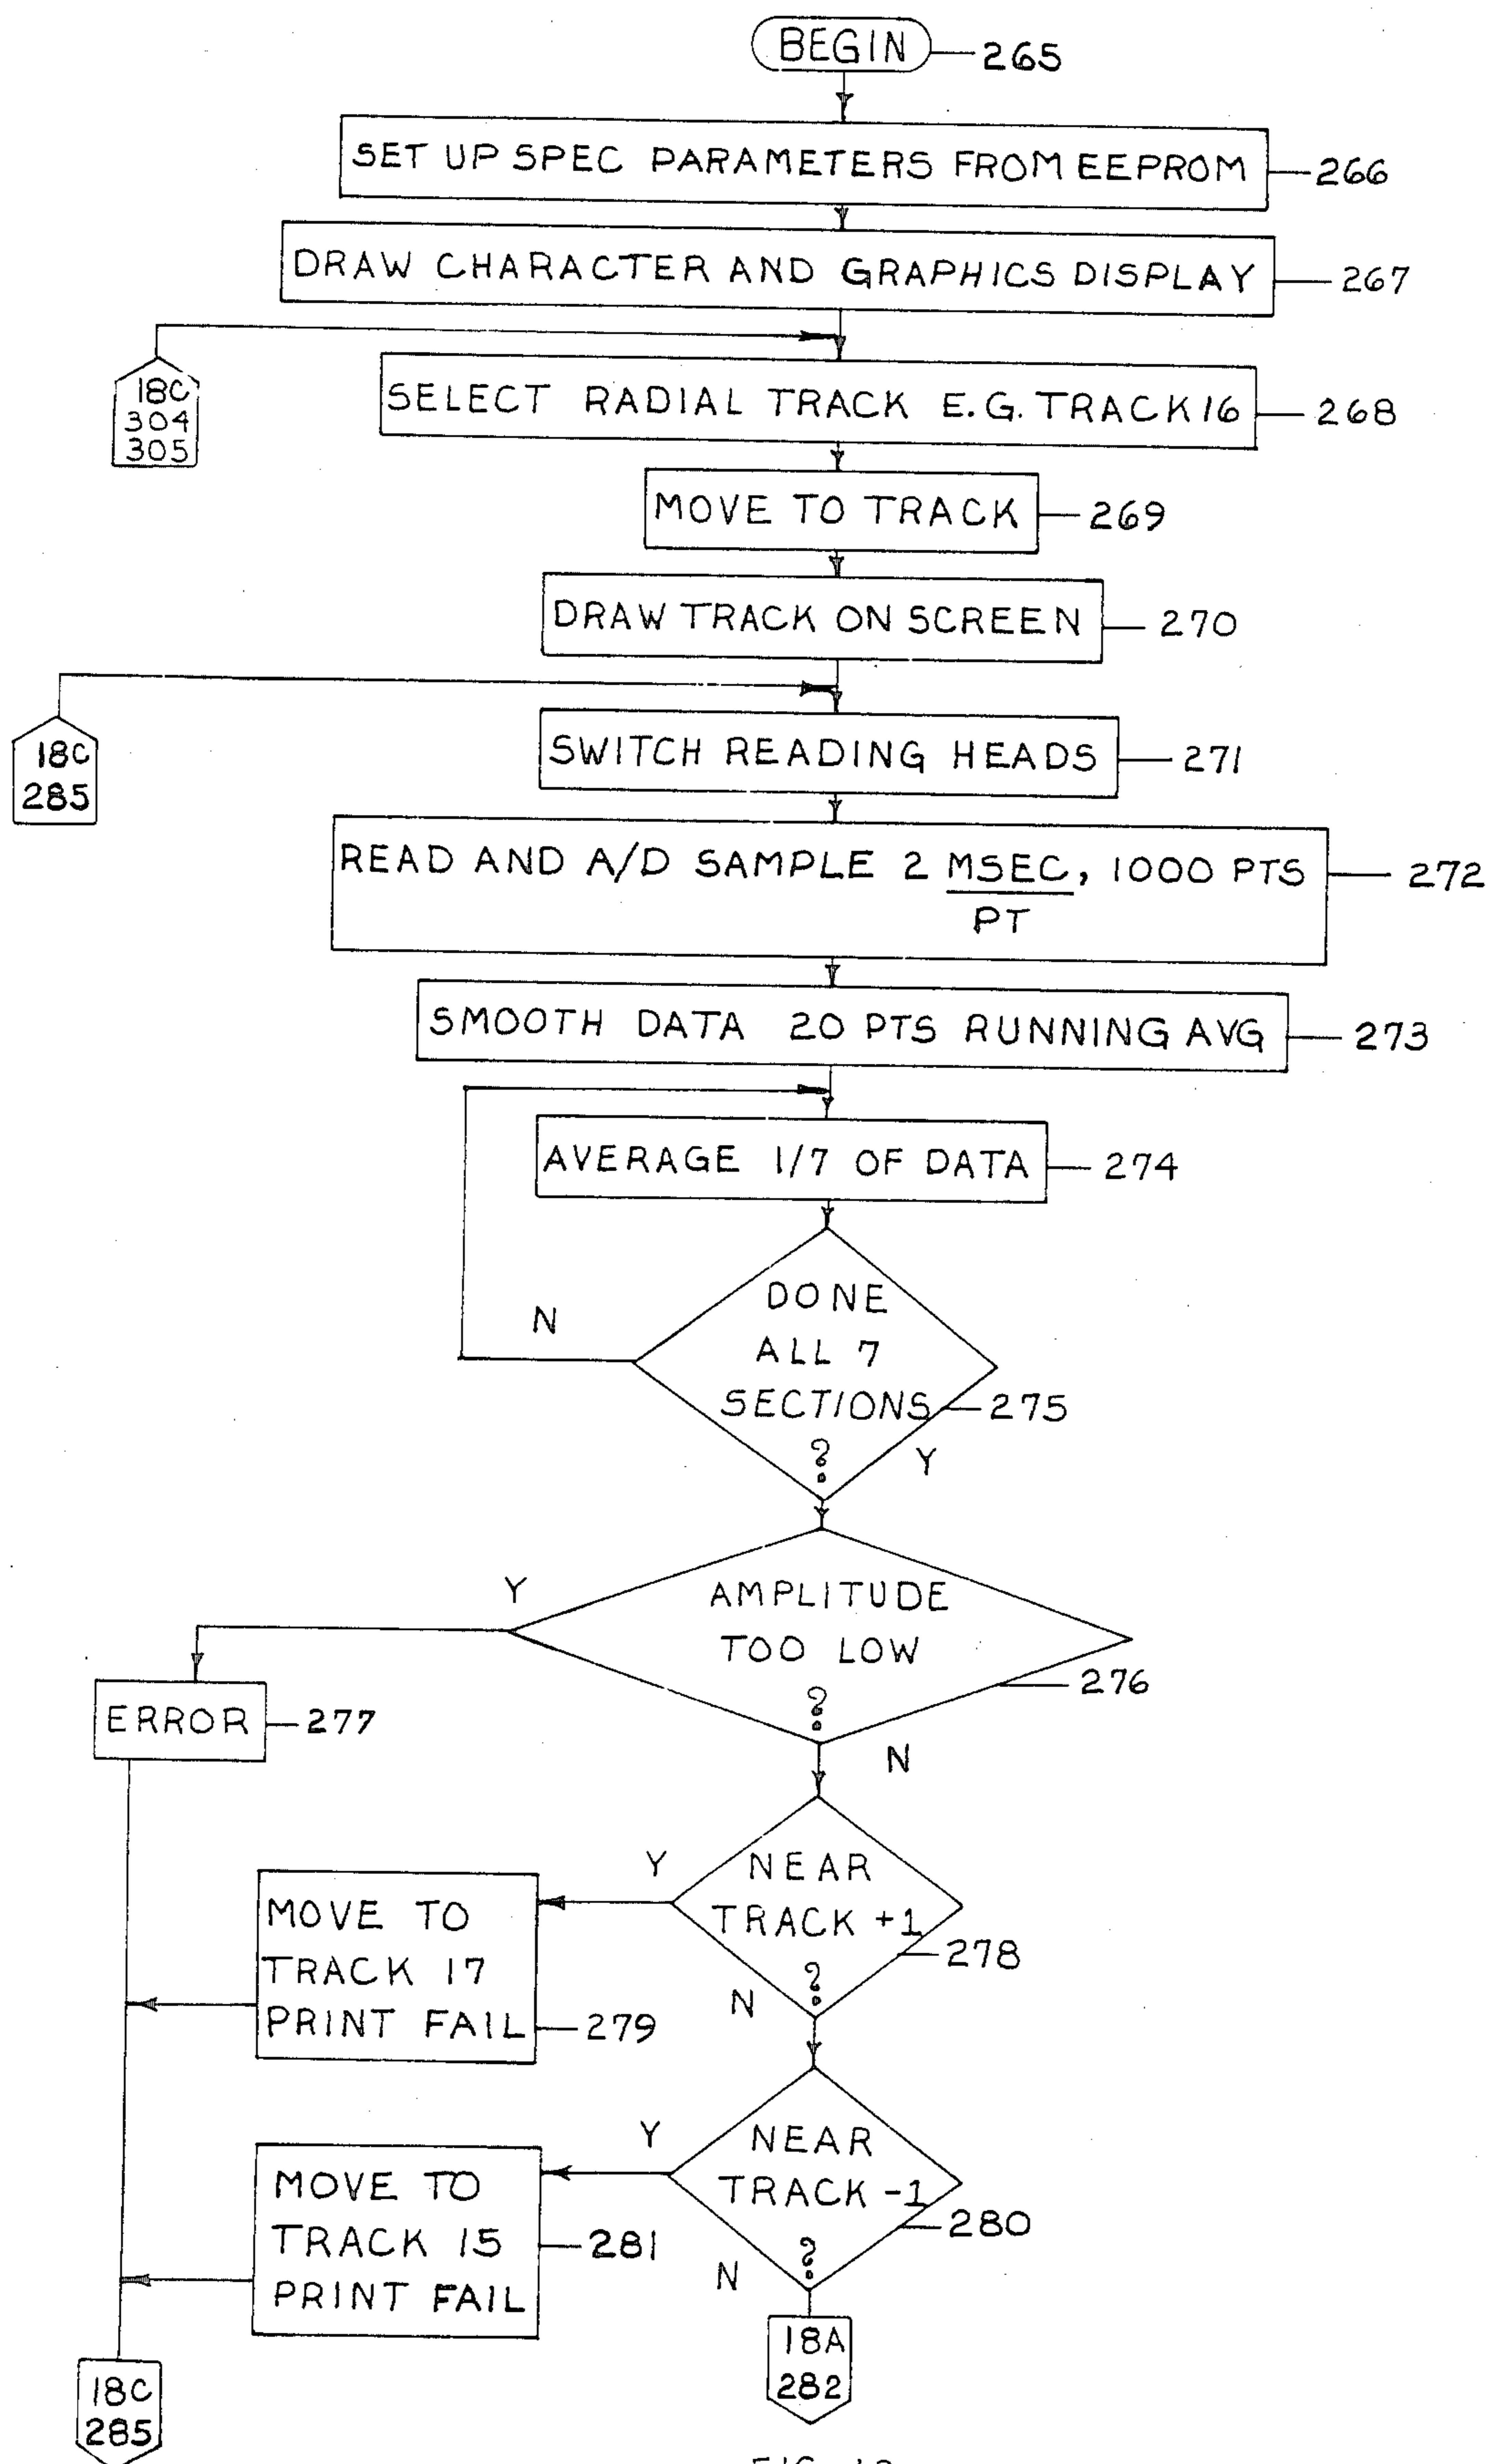 BEGIN 265
SET UP SPEC PARAMETERS FROM EEPROM 266
DRAW CHARACTER AND GRAPHICS DISPLAY 267
18C
304
305
SELECT RADIAL TRACK E.G. TRACK 16 268
MOVE TO TRACK 269
DRAW TRACK ON SCREEN 270
18C
285
SWITCH READING HEADS 271
READ AND A/D SAMPLE 2 MSEC, 1000 PTS 272
PT
SMOOTH DATA 20 PTS RUNNING AVG 273
AVERAGE 1/7 OF DATA 274
DONE
N
ALL 7
SECTIONS 275
?
Y
AMPLITUDE
Y
TOO LOW
276
?
ERROR 277
N
NEAR
Y
TRACK +1
278
?
N
MOVE TO
TRACK 17
PRINT FAIL 279
NEAR
Y
TRACK -1
280
?
N
MOVE TO
TRACK 15 281
PRINT FAIL
18A
282
18C
285